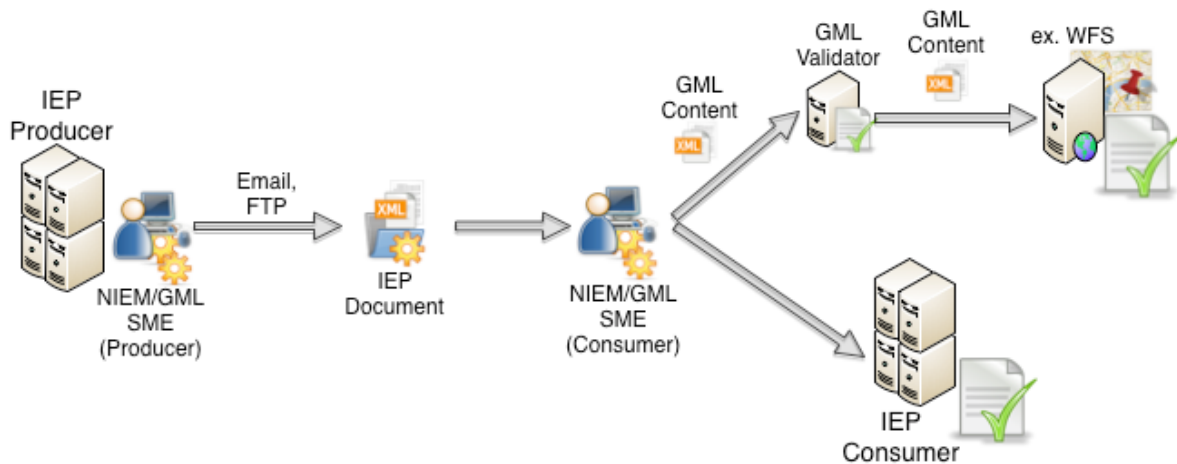 IEP
Producer
NIEM/GML
SME
(Producer)
Email,
FTP
XML
IEP
Document
NIEM/GML
SME
(Consumer)
GML
Content
XML
GML
Validator
GML
Content
XML
ex. WFS
IEP
Consumer